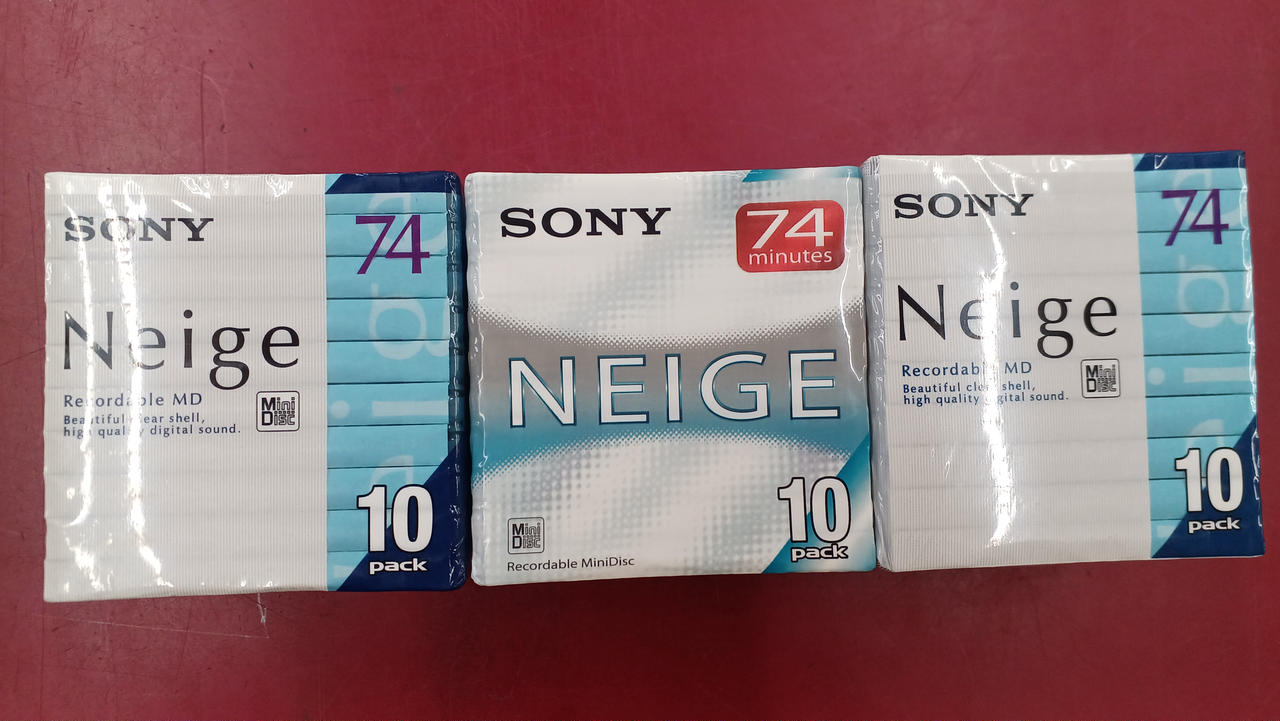 SONY
74
Neige
Recordable MD
Beautiful clear shell,
high quality digital sound.
Mini
Disc
10
pack
SONY
74
minutes
NEIGE
Mini
Disc
Recordable MiniDisc
10
pack
SONY
74
Neige
Recordable MD
Beautiful clear shell,
high quality digital sound.
Mini
Disc
10
pack